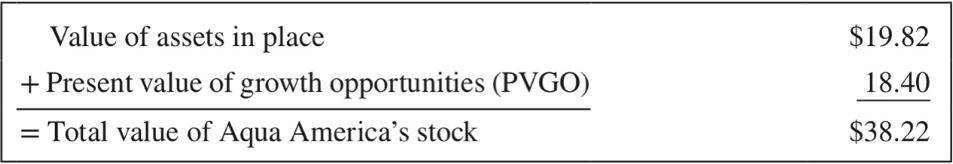 Value of assets in place $19.82
+ Present value of growth opportunities (PVGO) 18.40
= Total value of Aqua America’s stock $38.22